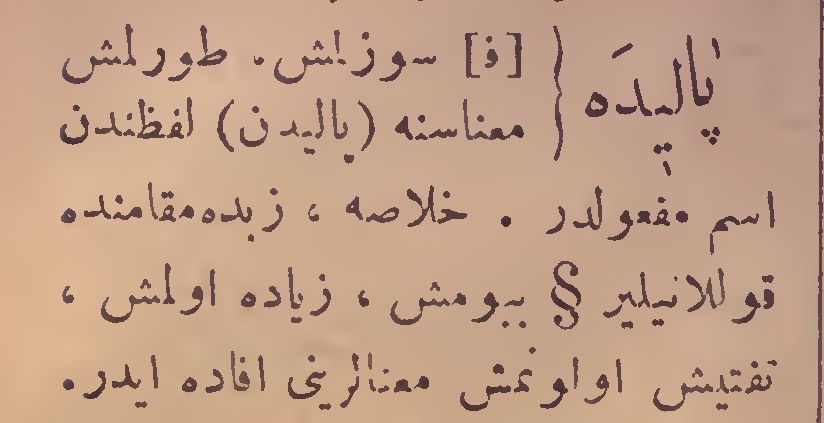 پالیدَه } [ف] سوزلش. طورلمش
معناسنه (پالیدن) لفظندن
اسم مفعولدر . خلاصه ، زبده مقامنده
قوللانیلیر § بیومش ، زیاده اولمش ،
تفتیش اولونمش معنالرینی افاده ایدر.